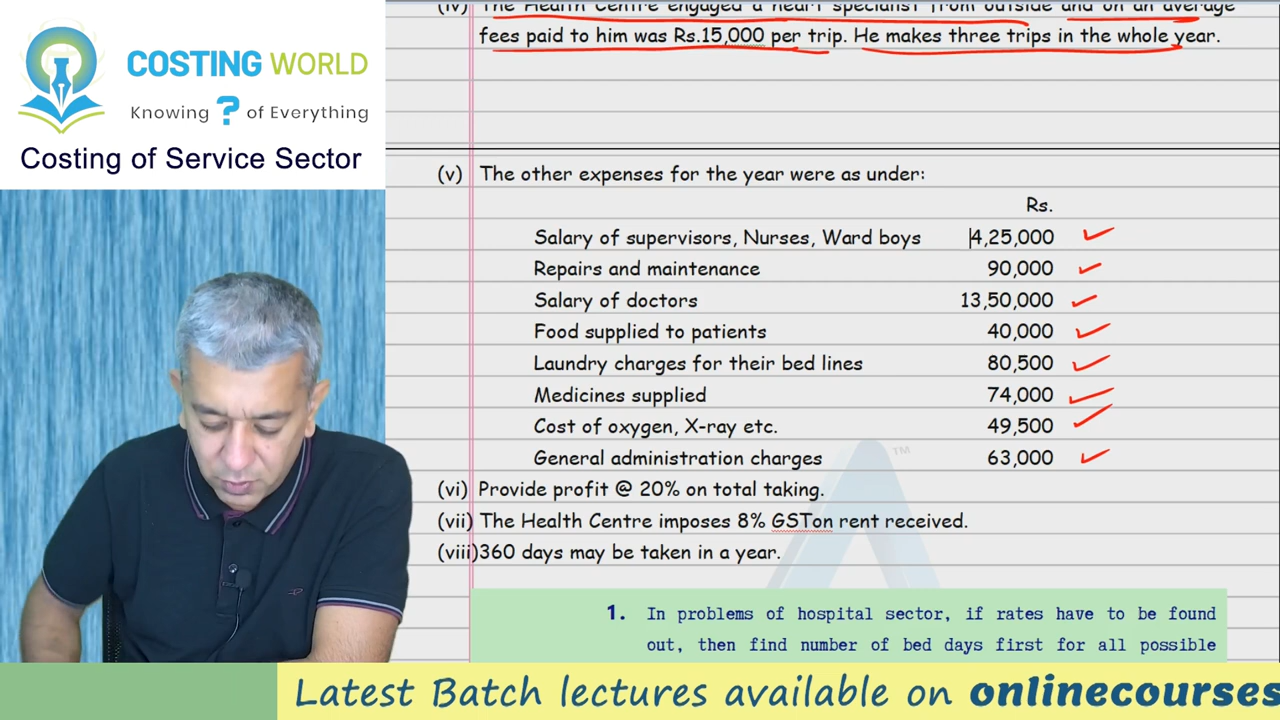 (iv) The Health Centre engaged a heart specialist from outside and on an average
fees paid to him was Rs.15,000 per trip. He makes three trips in the whole year.
COSTING WORLD
Knowing ? of Everything
Costing of Service Sector
(v) The other expenses for the year were as under:
Rs.
Salary of supervisors, Nurses, Ward boys 4,25,000
Repairs and maintenance 90,000
Salary of doctors 13,50,000
Food supplied to patients 40,000
Laundry charges for their bed lines 80,500
Medicines supplied 74,000
Cost of oxygen, X-ray etc. 49,500
General administration charges 63,000
TM
(vi) Provide profit @ 20% on total taking.
(vii) The Health Centre imposes 8% GSTon rent received.
(viii)360 days may be taken in a year.
1. In problems of hospital sector, if rates have to be found
out, then find number of bed days first for all possible
Latest Batch lectures available on onlinecourses